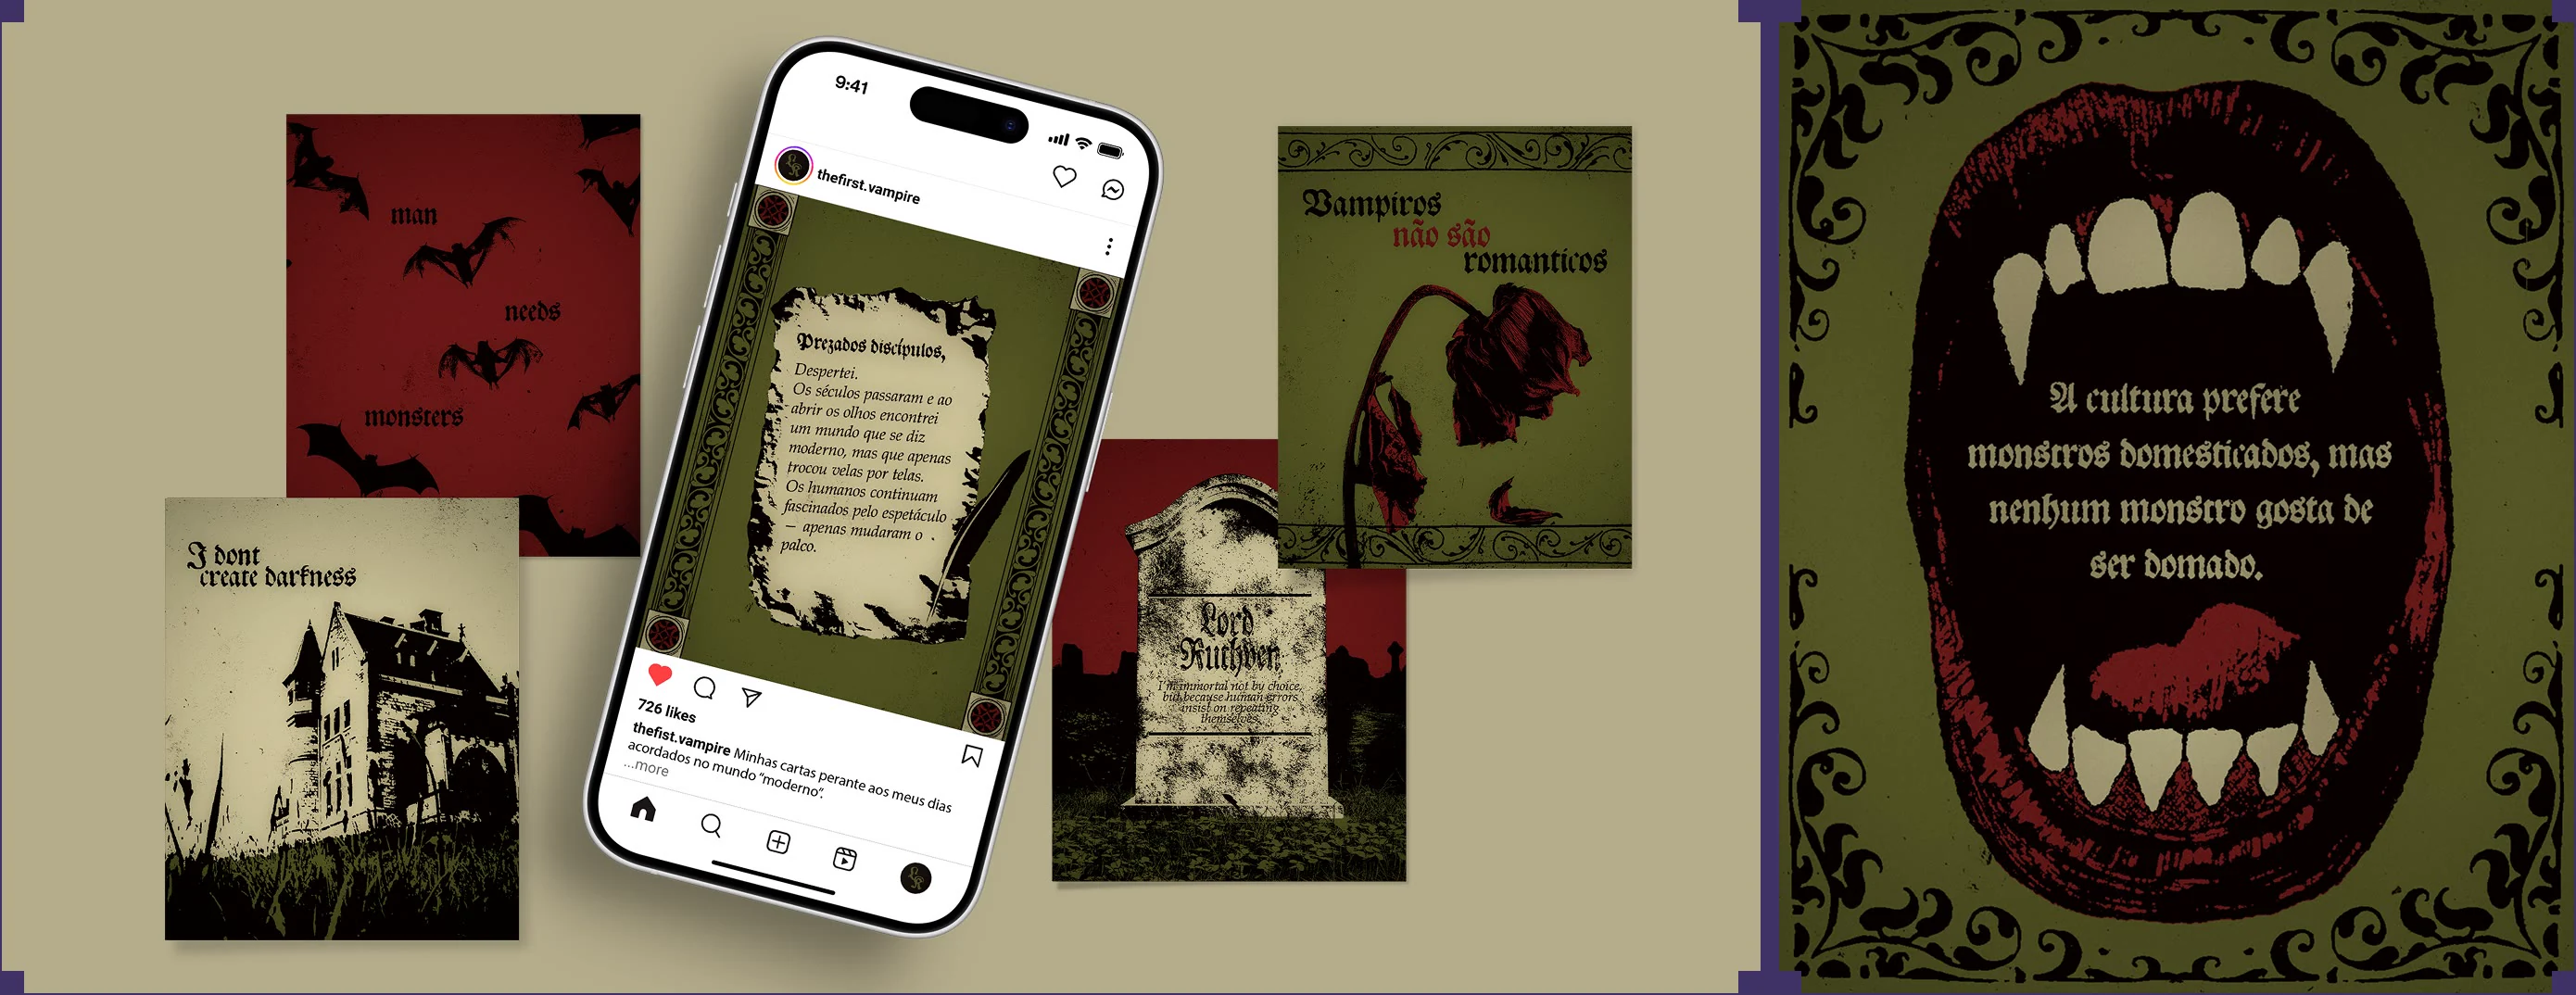 man
needs
monsters
I dont
create darkness
9:41
thefirst.vampire
Prezados discípulos,
Despertei.
Os séculos passaram e ao
abrir os olhos encontrei
um mundo que se diz
moderno, mas que apenas
trocou velas por telas.
Os humanos continuam
fascinados pelo espetáculo
— apenas mudaram o
palco.
726 likes
thefist.vampire Minhas cartas perante aos meus dias
acordados no mundo “moderno”.
...more
Vampiros
não são
romanticos
Lord
Ruthven
I'm immortal not by choice,
but because human errors
insist on repeating
themselves.
A cultura prefere
monstros domesticados, mas
nenhum monstro gosta de
ser domado.